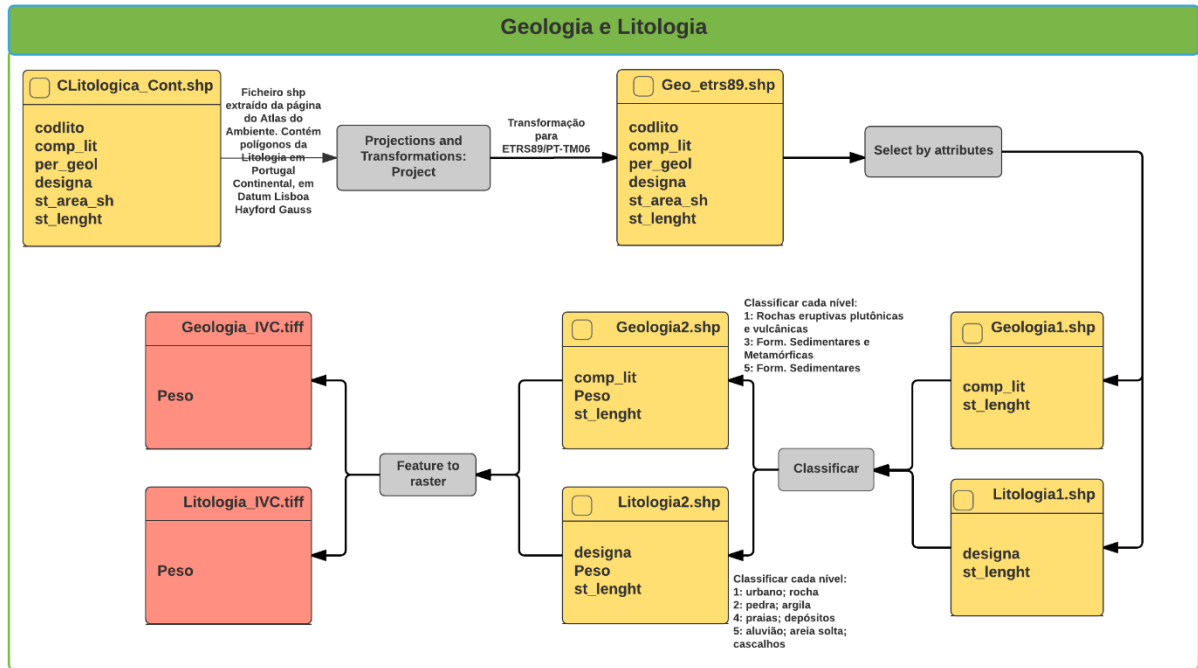 Geologia e Litologia
CLitologica_Cont.shp
codlito
comp_lit
per_geol
designa
st_area_sh
st_lenght
Ficheiro shp
extraído da página
do Atlas do
Ambiente. Contém
polígonos da
Litologia em
Portugal
Continental, em
Datum Lisboa
Hayford Gauss
Projections and
Transformations:
Project
Transformação
para
ETRS89/PT-TM06
Geo_etrs89.shp
codlito
comp_lit
per_geol
designa
st_area_sh
st_lenght
Select by attributes
Geologia_IVC.tiff
Peso
Geologia2.shp
comp_lit
Peso
st_lenght
Classificar cada nível:
1: Rochas eruptivas plutônicas
e vulcânicas
3: Form. Sedimentares e
Metamórficas
5: Form. Sedimentares
Geologia1.shp
comp_lit
st_lenght
Feature to
raster
Classificar
Litologia_IVC.tiff
Peso
Litologia2.shp
designa
Peso
st_lenght
Classificar cada nível:
1: urbano; rocha
2: pedra; argila
4: praias; depósitos
5: aluvião; areia solta;
cascalhos
Litologia1.shp
designa
st_lenght